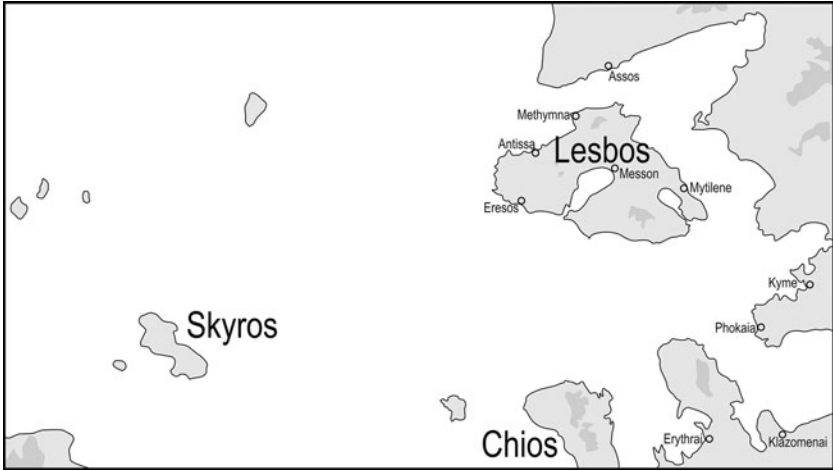 Assos
Methymna
Antissa
Lesbos
Messon
Mytilene
Eresos
Kyme
Skyros
Phokaia
Chios
Erythrai
Klazomenai